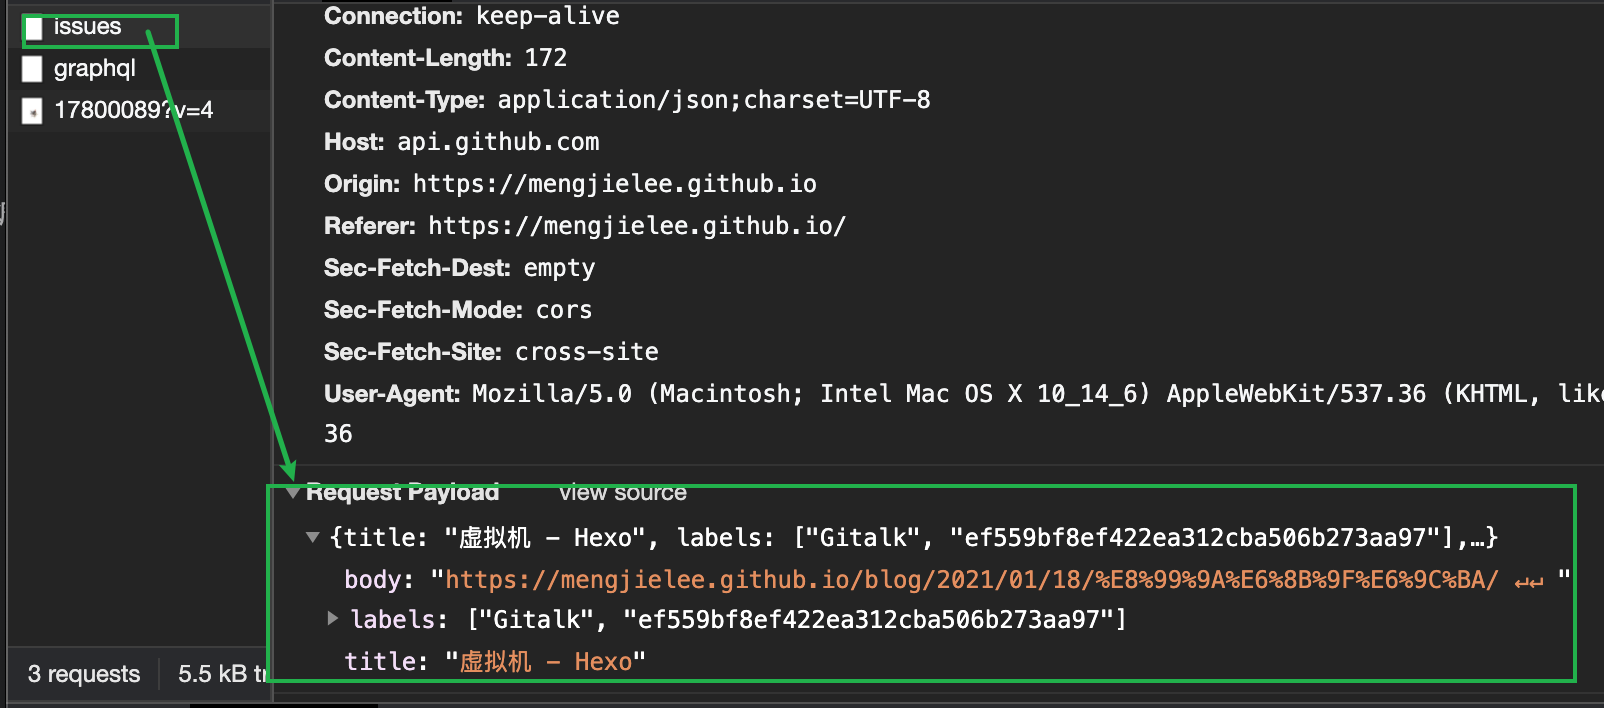 issues
graphql
17800089?v=4
3 requests
5.5 kB
Connection: keep-alive
Content-Length: 172
Content-Type: application/json;charset=UTF-8
Host: api.github.com
Origin: https://mengjielee.github.io
Referer: https://mengjielee.github.io/
Sec-Fetch-Dest: empty
Sec-Fetch-Mode: cors
Sec-Fetch-Site: cross-site
User-Agent: Mozilla/5.0 (Macintosh; Intel Mac OS X 10_14_6) AppleWebKit/537.36 (KHTML, like
36
Request Payload view source
{title: "虚拟机 - Hexo", labels: ["Gitalk", "ef559bf8ef422ea312cba506b273aa97"],…}
body: "https://mengjielee.github.io/blog/2021/01/18/%E8%99%9A%E6%8B%9F%E6%9C%BA/ ↵↵ "
labels: ["Gitalk", "ef559bf8ef422ea312cba506b273aa97"]
title: "虚拟机 - Hexo"